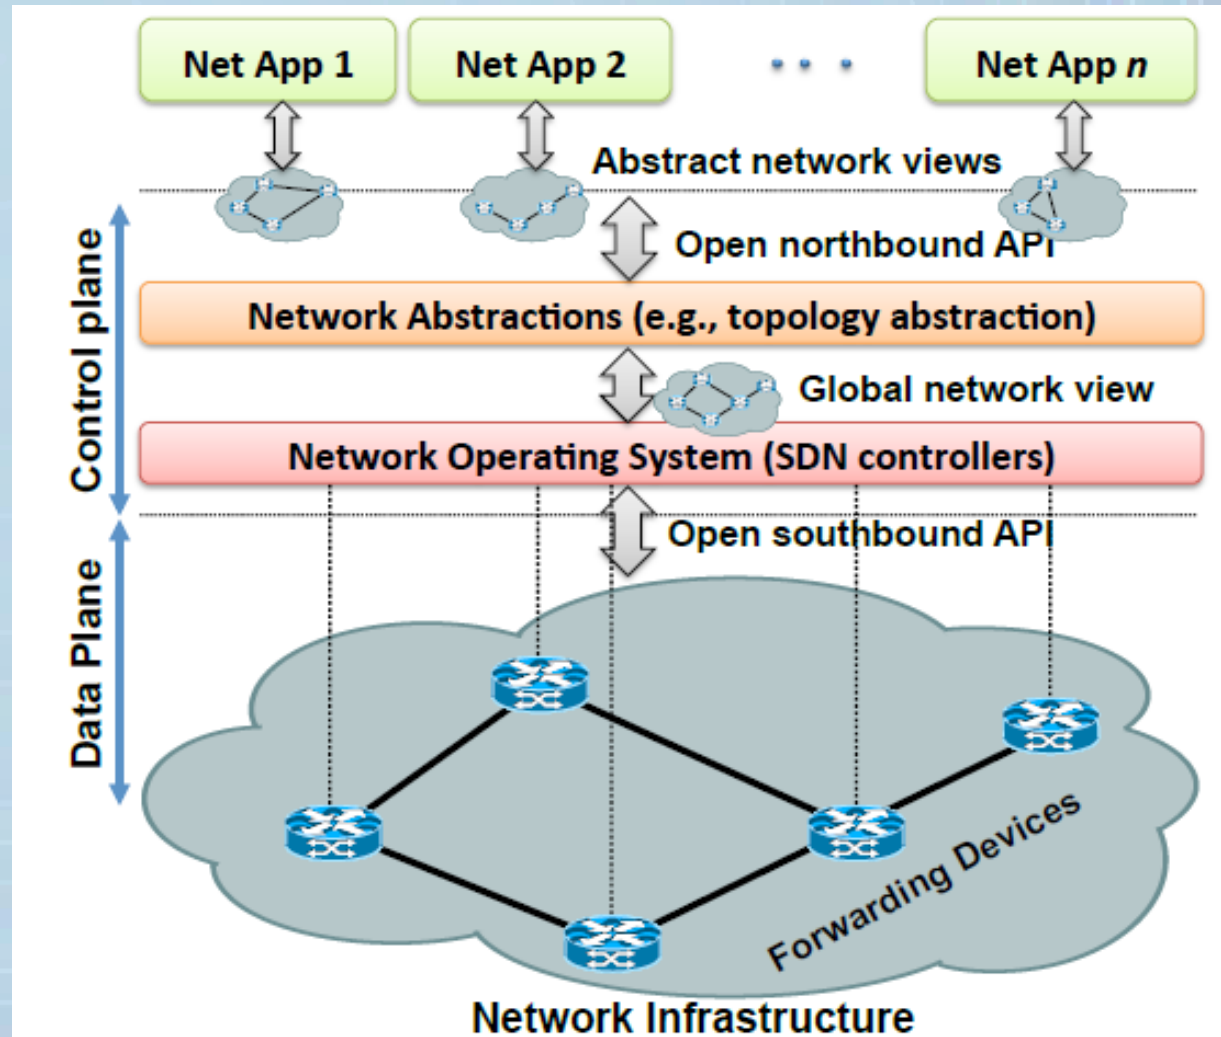 Net App 1
Net App 2
. . .
Net App n
Abstract network views
Open northbound API
Control plane
Network Abstractions (e.g., topology abstraction)
Global network view
Network Operating System (SDN controllers)
Open southbound API
Data Plane
Forwarding Devices
Network Infrastructure